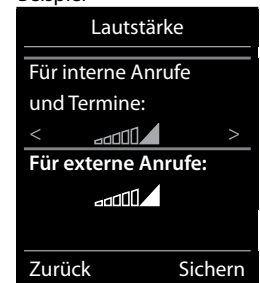 Beispiel
Lautstärke
Für interne Anrufe
und Termine:
< >
Für externe Anrufe:
Zurück Sichern